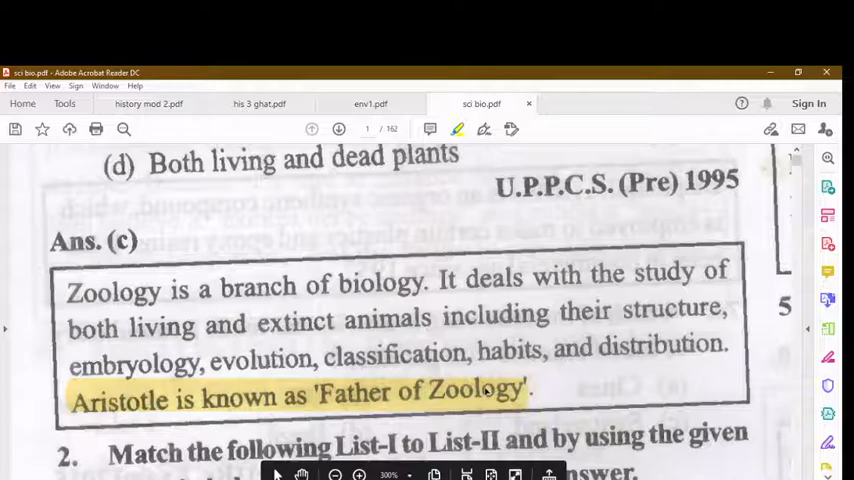 sci bio.pdf - Adobe Acrobat Reader DC
File Edit View Sign Window Help
Home Tools history mod 2.pdf his 3 ghat.pdf env1.pdf sci bio.pdf × Sign In
1 / 162
(d) Both living and dead plants
U.P.P.C.S. (Pre) 1995
Ans. (c)
Zoology is a branch of biology. It deals with the study of
both living and extinct animals including their structure,
embryology, evolution, classification, habits, and distribution.
Aristotle is known as 'Father of Zoology'.
5
2. Match the following List-I to List-II and by using the given
answer.
300%